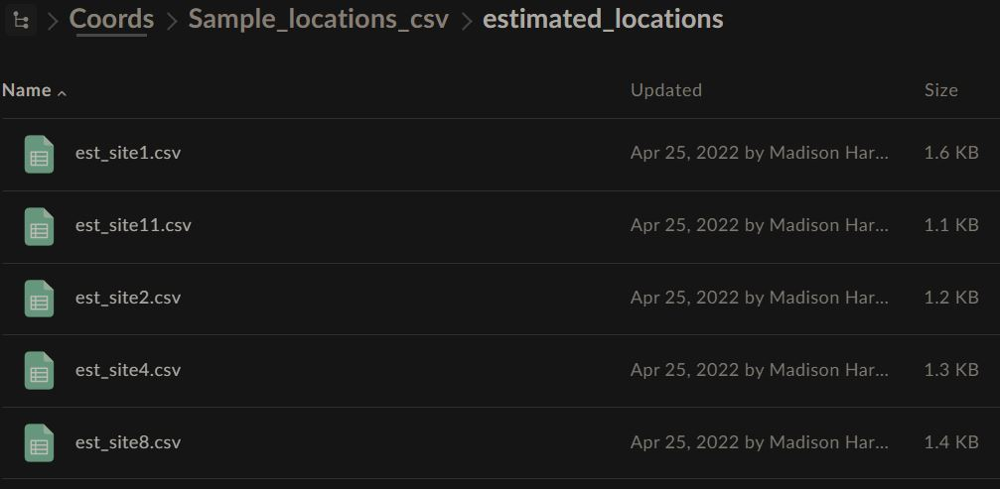 Coords Sample_locations_csv estimated_locations
Name Updated Size
est_site1.csv Apr 25, 2022 by Madison Har... 1.6 KB
est_site11.csv Apr 25, 2022 by Madison Har... 1.1 KB
est_site2.csv Apr 25, 2022 by Madison Har... 1.2 KB
est_site4.csv Apr 25, 2022 by Madison Har... 1.3 KB
est_site8.csv Apr 25, 2022 by Madison Har... 1.4 KB